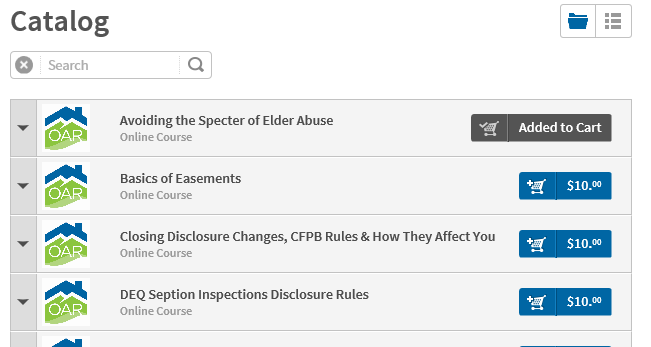 Catalog
Search
OAR
Avoiding the Specter of Elder Abuse
Online Course
Added to Cart
OAR
Basics of Easements
Online Course
$10.00
OAR
Closing Disclosure Changes, CFPB Rules & How They Affect You
Online Course
$10.00
OAR
DEQ Seption Inspections Disclosure Rules
Online Course
$10.00